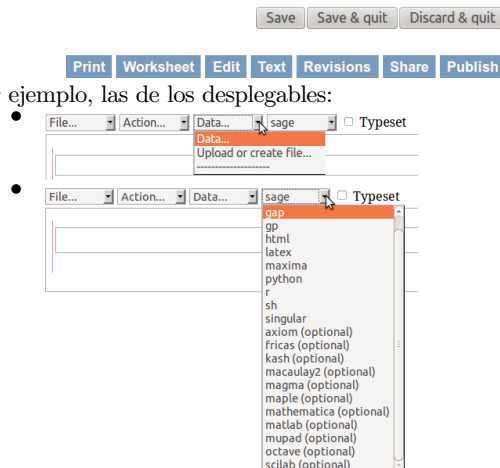 Save Save & quit Discard & quit
Print Worksheet Edit Text Revisions Share Publish
ejemplo, las de los desplegables:
• File... Action... Data... sage Typeset
Data...
Upload or create file...
--------------------
• File... Action... Data... sage Typeset
gap
gp
html
latex
maxima
python
r
sh
singular
axiom (optional)
fricas (optional)
kash (optional)
macaulay2 (optional)
magma (optional)
maple (optional)
mathematica (optional)
matlab (optional)
mupad (optional)
octave (optional)
scilab (optional)